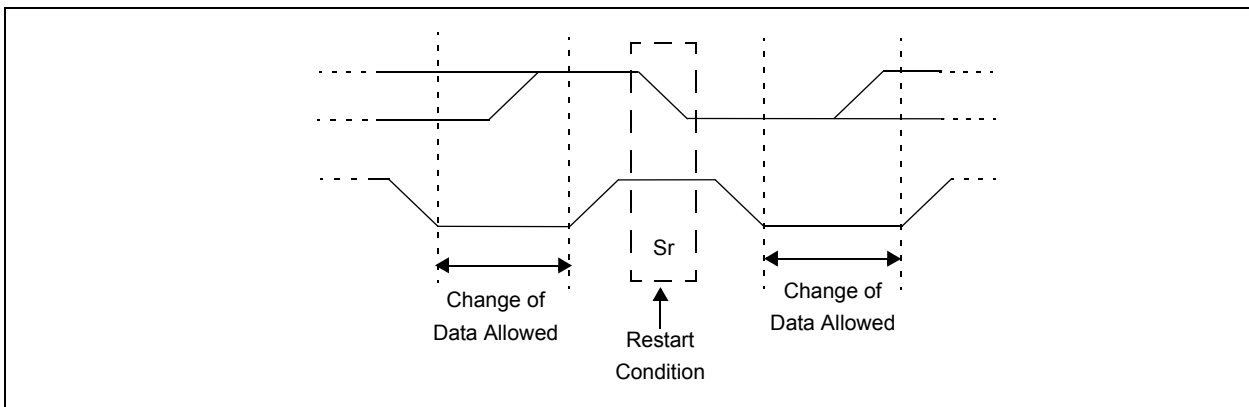 Sr
Change of
Data Allowed
Restart
Condition
Change of
Data Allowed